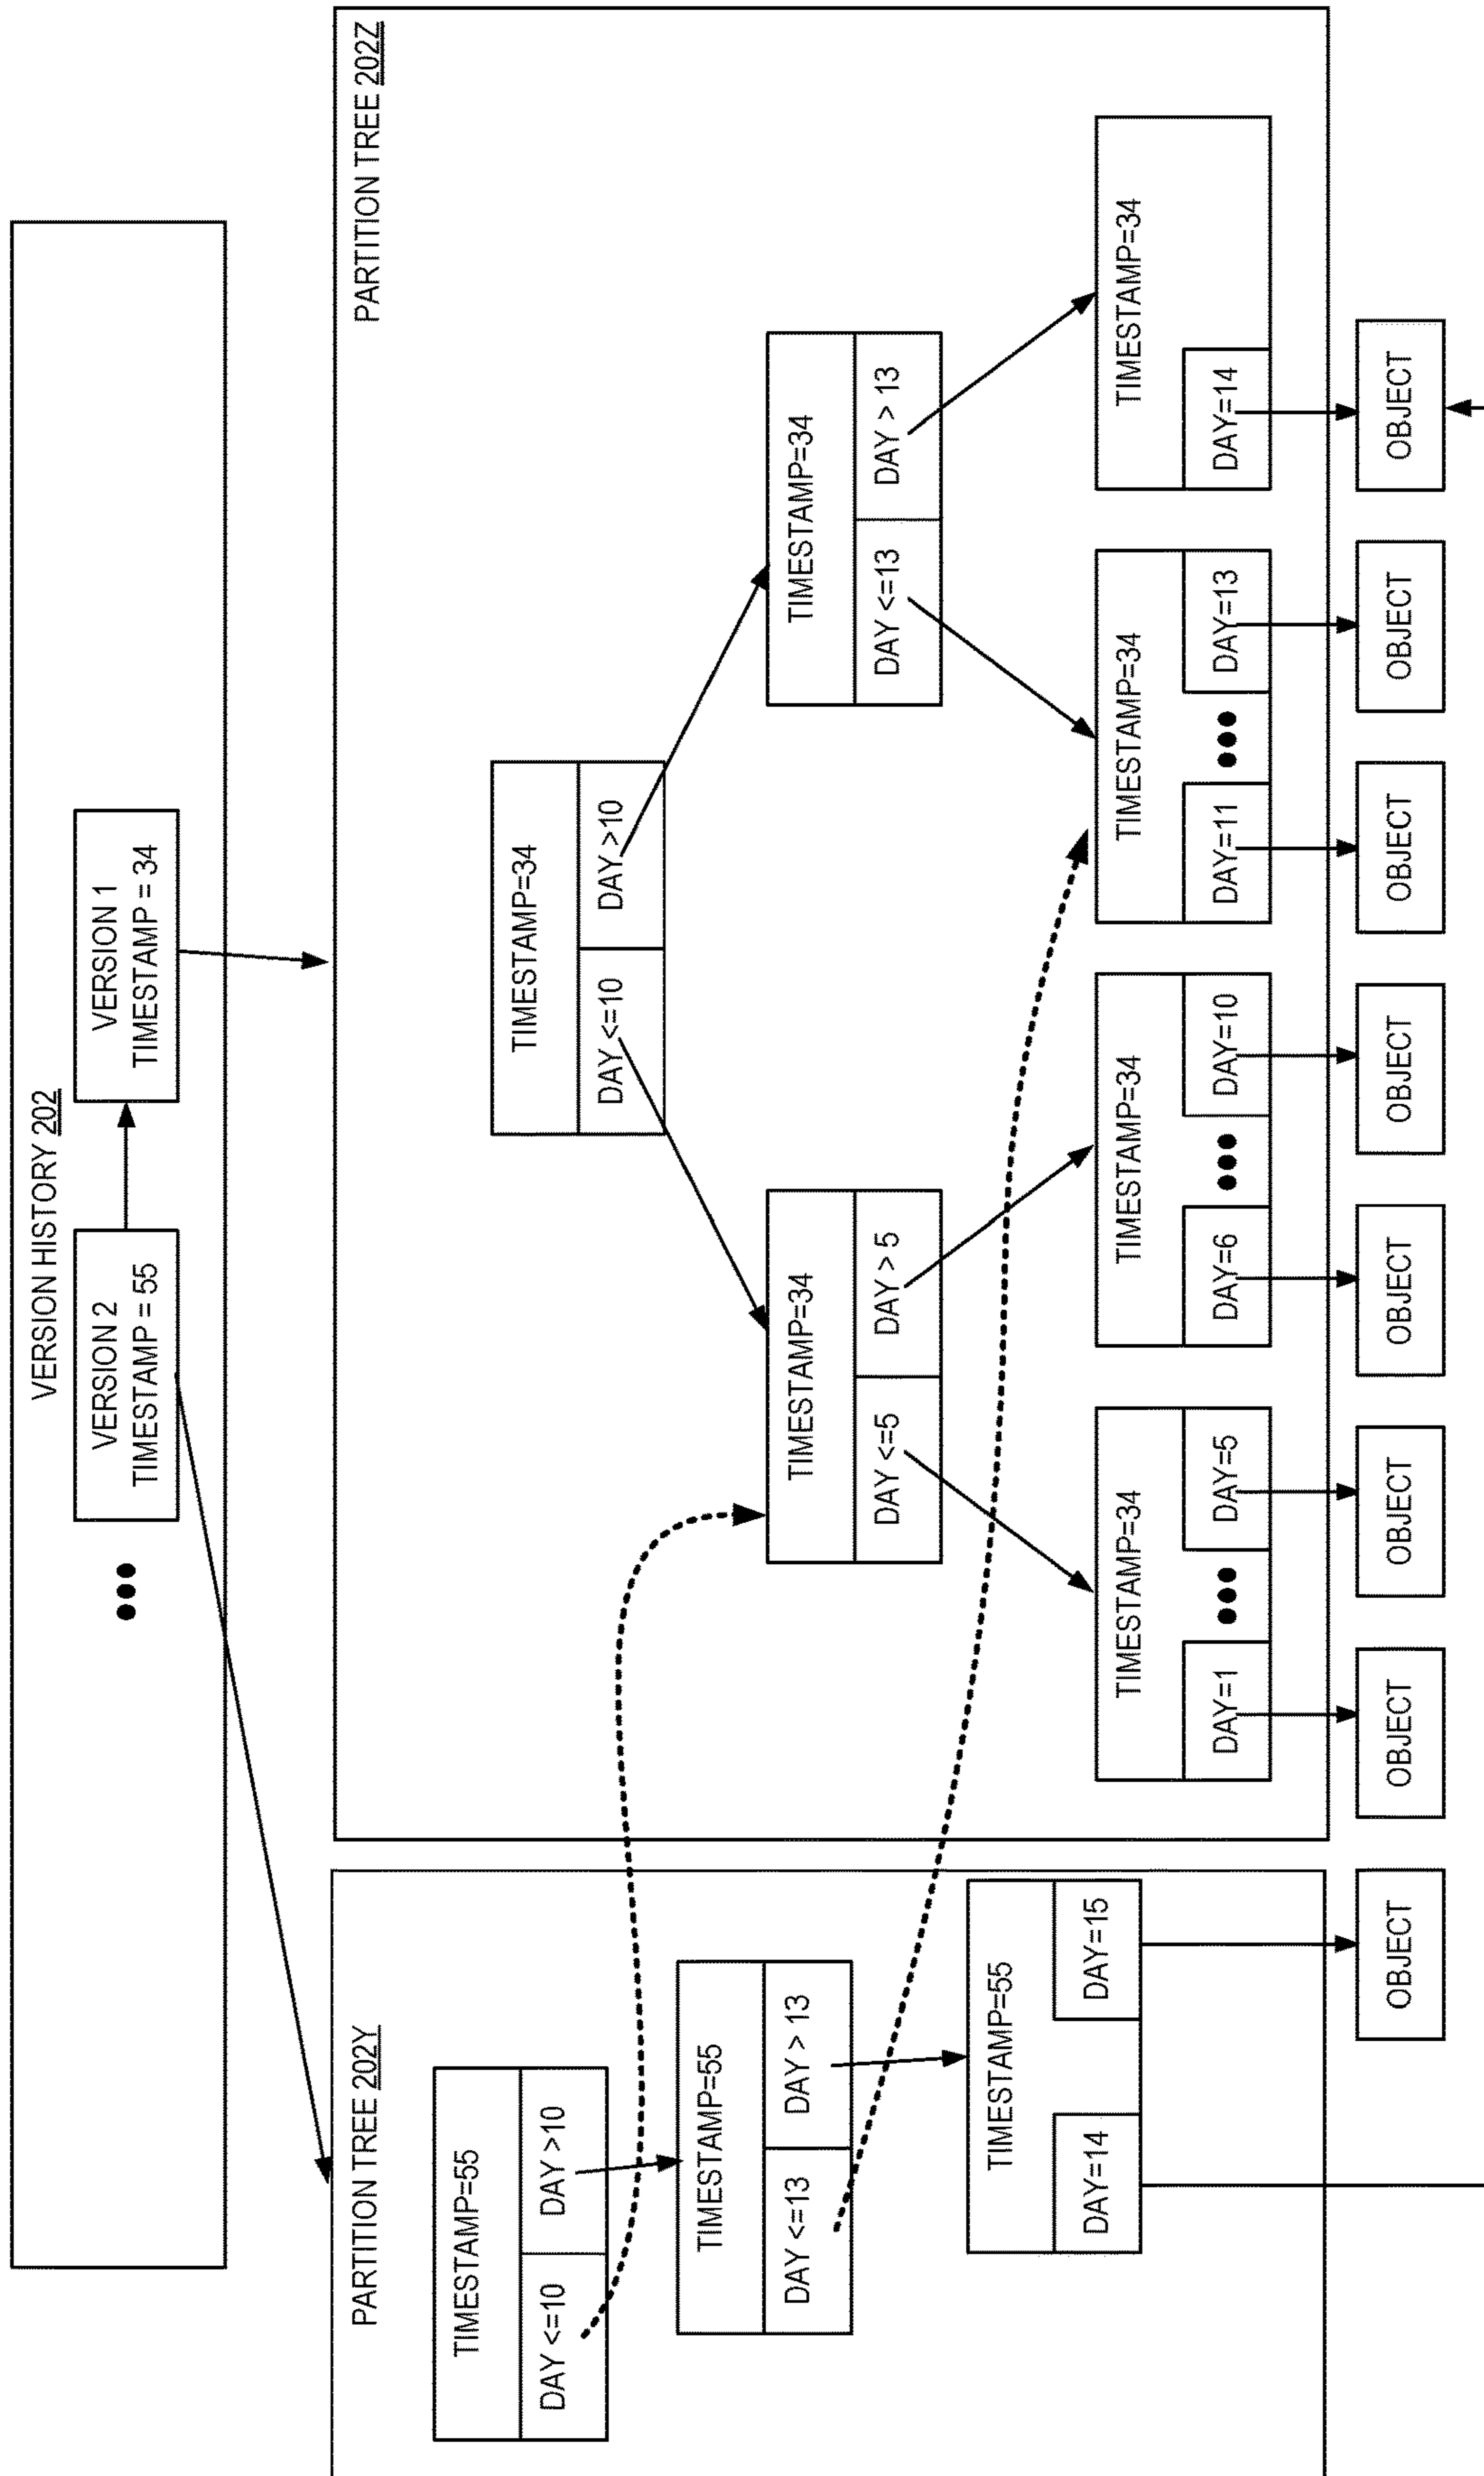 VERSION HISTORY 202
VERSION 2
TIMESTAMP = 55
VERSION 1
TIMESTAMP = 34
PARTITION TREE 202Y
TIMESTAMP=55
DAY <=10
DAY >10
TIMESTAMP=55
DAY <=13
DAY > 13
TIMESTAMP=55
DAY=14
DAY=15
PARTITION TREE 202Z
TIMESTAMP=34
DAY <=10
DAY >10
TIMESTAMP=34
DAY <=5
DAY > 5
TIMESTAMP=34
DAY <=13
DAY > 13
TIMESTAMP=34
DAY=1
DAY=5
TIMESTAMP=34
DAY=6
DAY=10
TIMESTAMP=34
DAY=11
DAY=13
TIMESTAMP=34
DAY=14
OBJECT
OBJECT
OBJECT
OBJECT
OBJECT
OBJECT
OBJECT
OBJECT